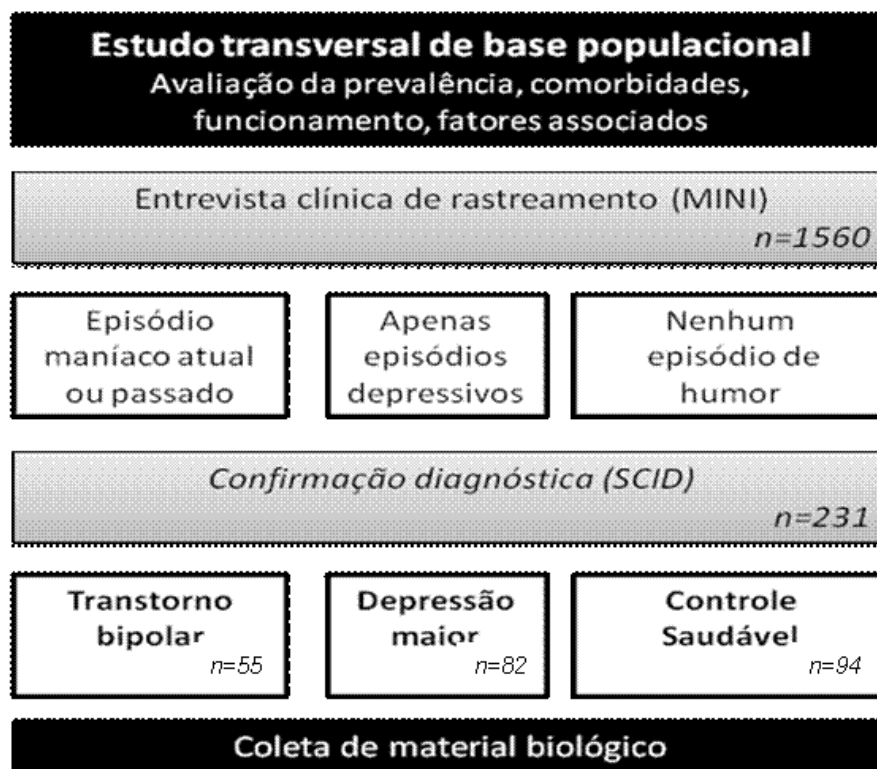 Estudo transversal de base populacional
Avaliação da prevalência, comorbidades,
funcionamento, fatores associados
Entrevista clínica de rastreamento (MINI)
n=1560
Episódio
maníaco atual
ou passado
Apenas
episódios
depressivos
Nenhum
episódio de
humor
Confirmação diagnóstica (SCID)
n=231
Transtorno
bipolar
n=55
Depressão
maior
n=82
Controle
Saudável
n=94
Coleta de material biológico